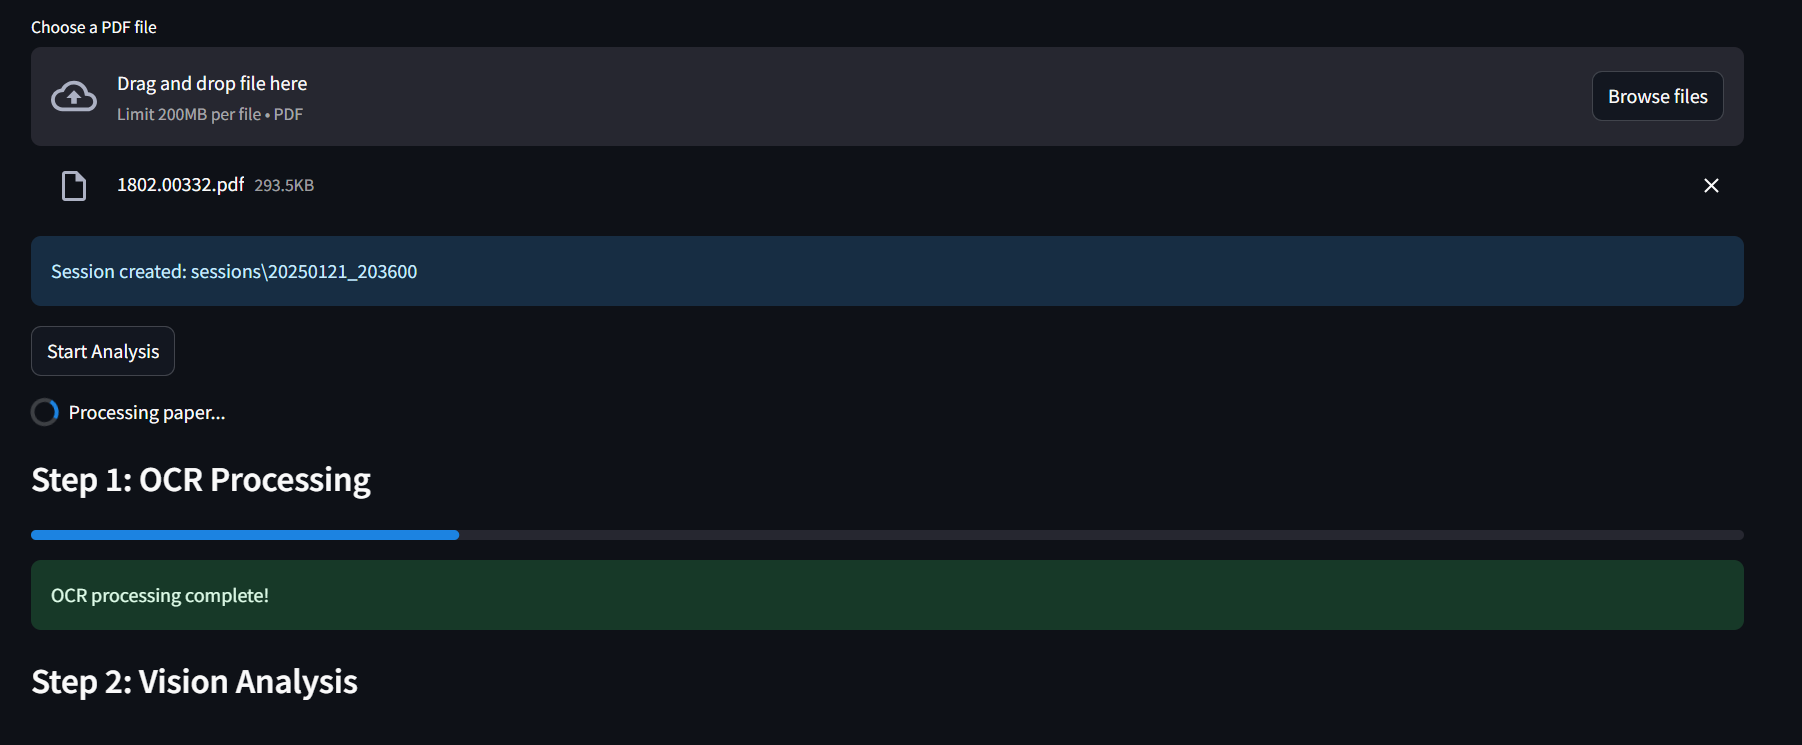 Choose a PDF file
Drag and drop file here
Limit 200MB per file • PDF
Browse files
1802.00332.pdf 293.5KB
Session created: sessions\20250121_203600
Start Analysis
Processing paper...
Step 1: OCR Processing
OCR processing complete!
Step 2: Vision Analysis